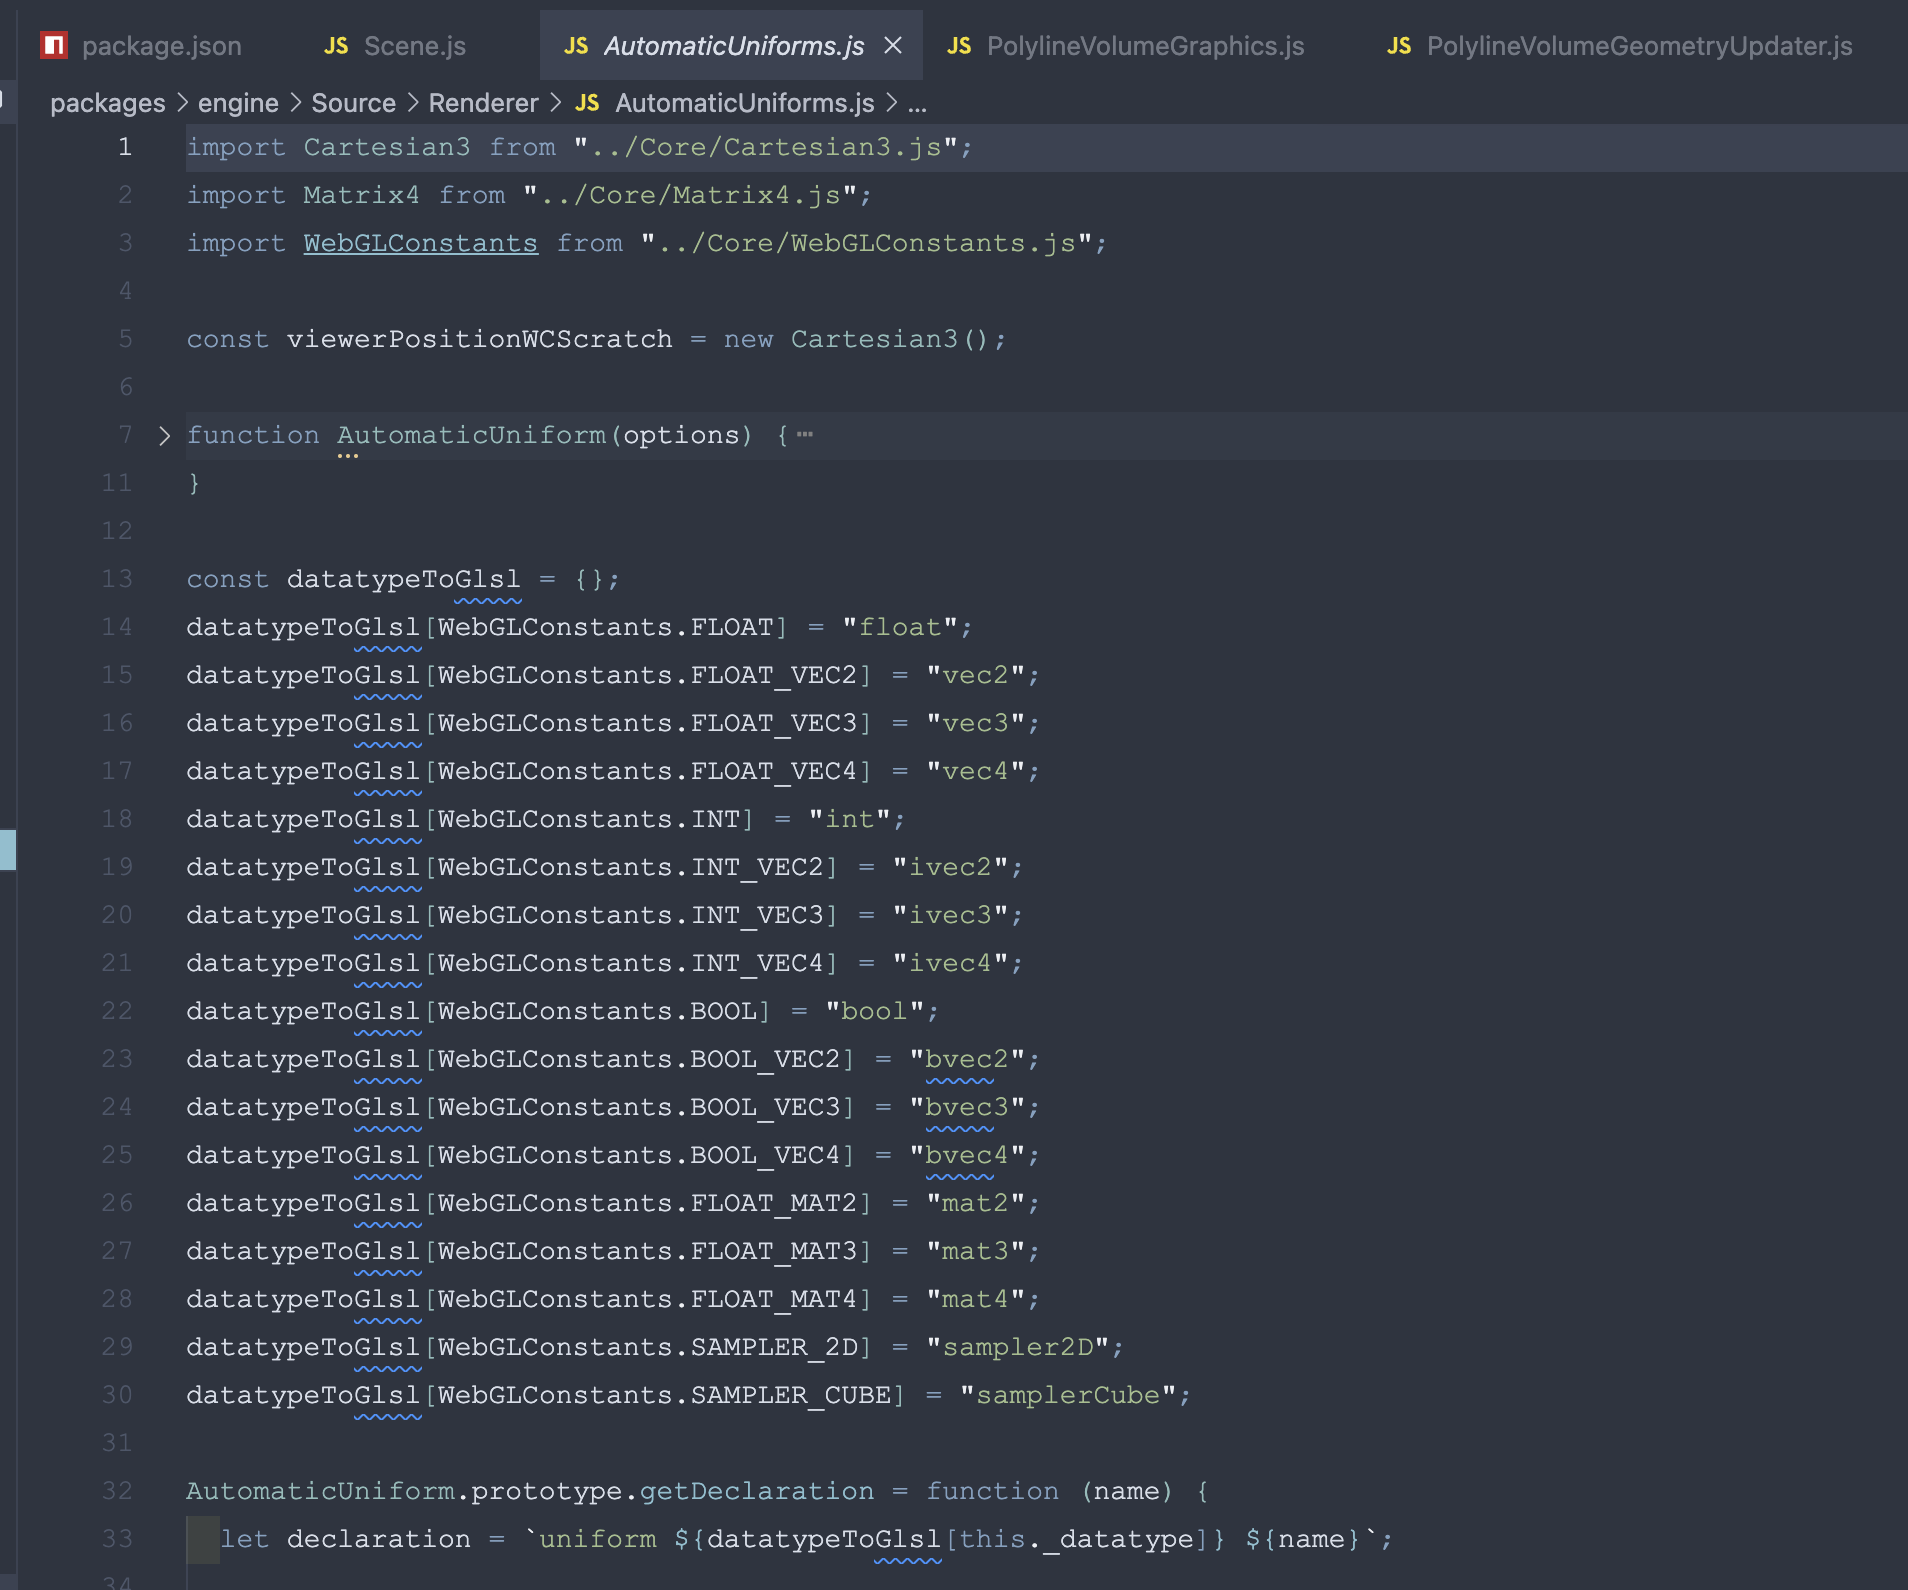 package.json JS Scene.js JS AutomaticUniforms.js × JS PolylineVolumeGraphics.js JS PolylineVolumeGeometryUpdater.js
packages > engine > Source > Renderer > JS AutomaticUniforms.js > ...
1 import Cartesian3 from "../Core/Cartesian3.js";
2 import Matrix4 from "../Core/Matrix4.js";
3 import WebGLConstants from "../Core/WebGLConstants.js";
4
5 const viewerPositionWCScratch = new Cartesian3();
6
7 > function AutomaticUniform(options) { ⋯
11 }
12
13 const datatypeToGlsl = {};
14 datatypeToGlsl[WebGLConstants.FLOAT] = "float";
15 datatypeToGlsl[WebGLConstants.FLOAT_VEC2] = "vec2";
16 datatypeToGlsl[WebGLConstants.FLOAT_VEC3] = "vec3";
17 datatypeToGlsl[WebGLConstants.FLOAT_VEC4] = "vec4";
18 datatypeToGlsl[WebGLConstants.INT] = "int";
19 datatypeToGlsl[WebGLConstants.INT_VEC2] = "ivec2";
20 datatypeToGlsl[WebGLConstants.INT_VEC3] = "ivec3";
21 datatypeToGlsl[WebGLConstants.INT_VEC4] = "ivec4";
22 datatypeToGlsl[WebGLConstants.BOOL] = "bool";
23 datatypeToGlsl[WebGLConstants.BOOL_VEC2] = "bvec2";
24 datatypeToGlsl[WebGLConstants.BOOL_VEC3] = "bvec3";
25 datatypeToGlsl[WebGLConstants.BOOL_VEC4] = "bvec4";
26 datatypeToGlsl[WebGLConstants.FLOAT_MAT2] = "mat2";
27 datatypeToGlsl[WebGLConstants.FLOAT_MAT3] = "mat3";
28 datatypeToGlsl[WebGLConstants.FLOAT_MAT4] = "mat4";
29 datatypeToGlsl[WebGLConstants.SAMPLER_2D] = "sampler2D";
30 datatypeToGlsl[WebGLConstants.SAMPLER_CUBE] = "samplerCube";
31
32 AutomaticUniform.prototype.getDeclaration = function (name) {
33 let declaration = `uniform ${datatypeToGlsl[this._datatype]} ${name}`;
34